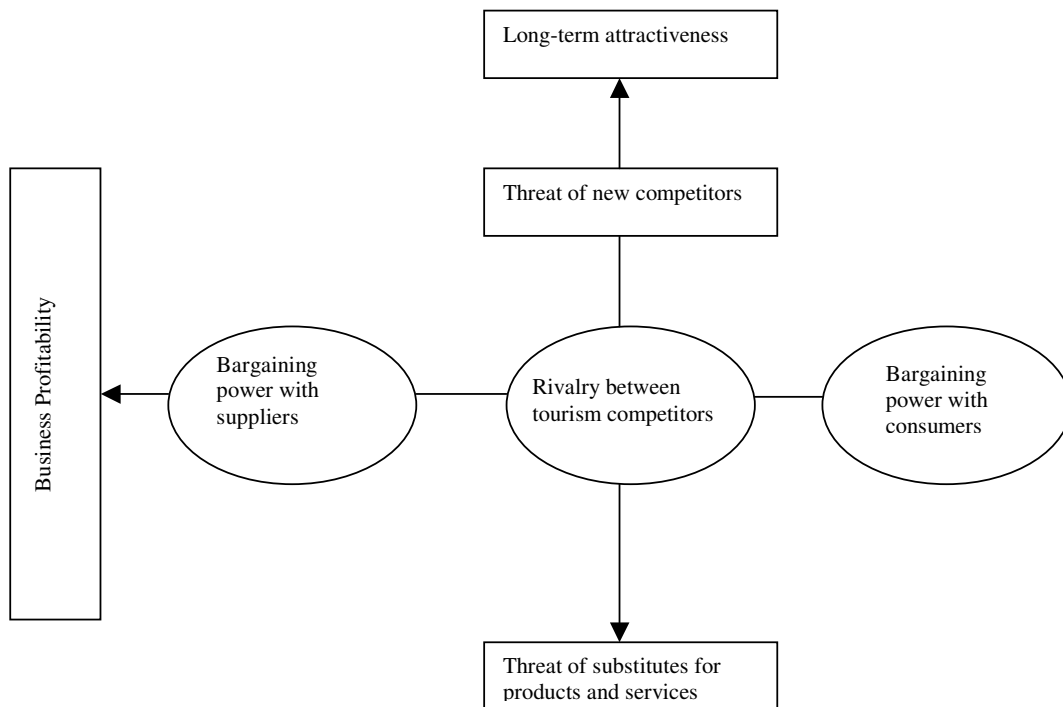 Long-term attractiveness
Threat of new competitors
Business Profitability
Bargaining
power with
suppliers
Rivalry between
tourism competitors
Bargaining
power with
consumers
Threat of substitutes for
products and services